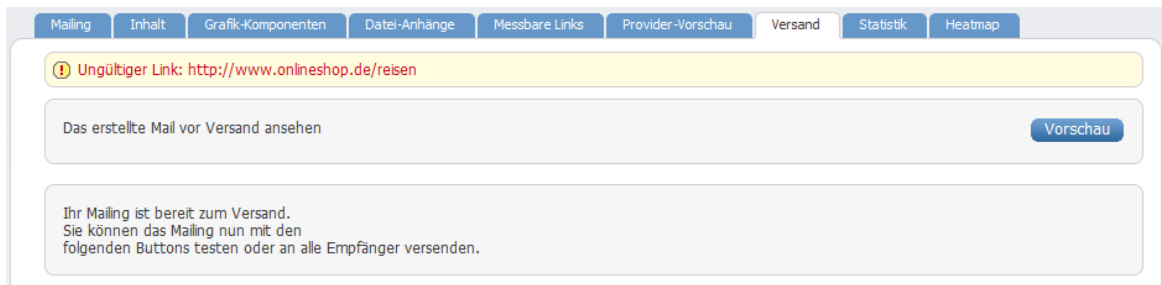 Mailing Inhalt Grafik-Komponenten Datei-Anhänge Messbare Links Provider-Vorschau Versand Statistik Heatmap
Ungültiger Link: http://www.onlineshop.de/reisen
Das erstellte Mail vor Versand ansehen Vorschau
Ihr Mailing ist bereit zum Versand.
Sie können das Mailing nun mit den
folgenden Buttons testen oder an alle Empfänger versenden.